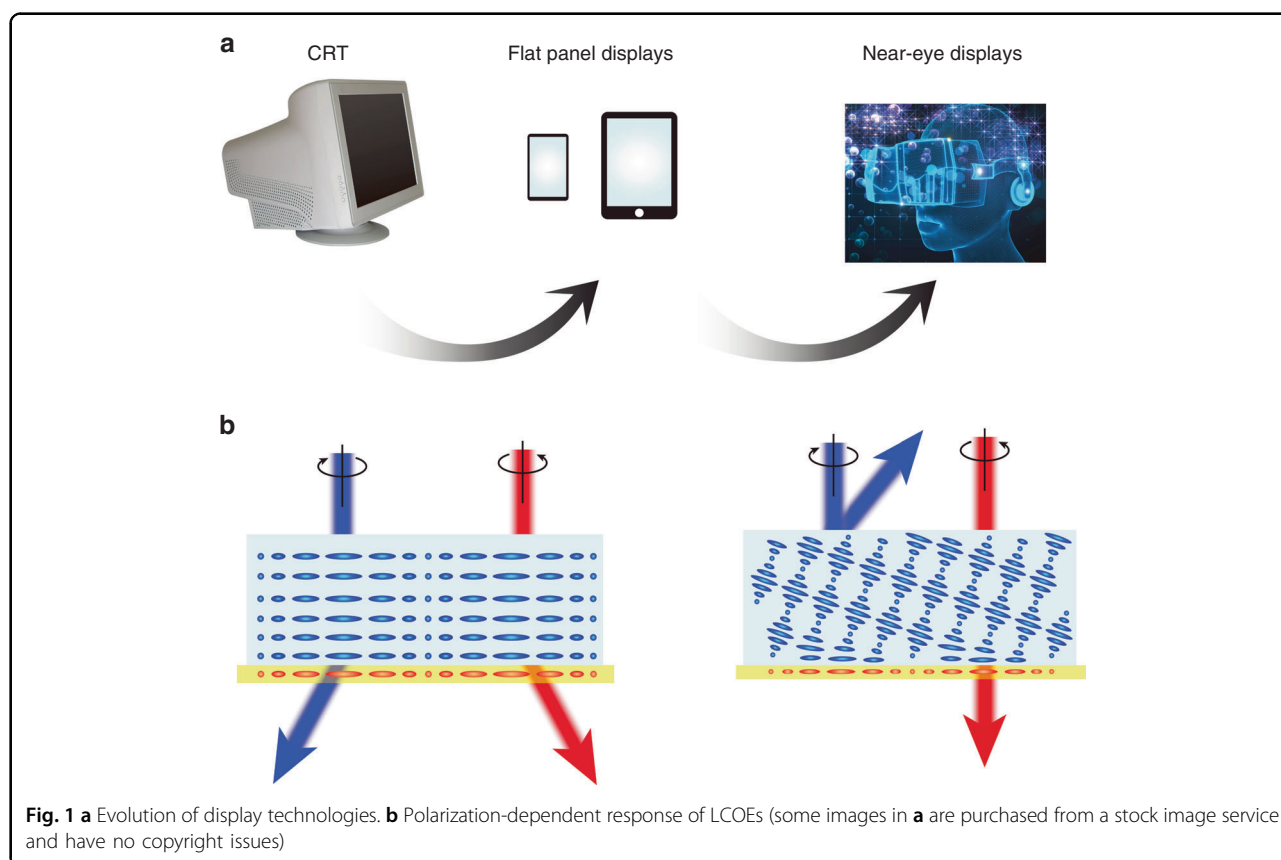 a
CRT
Flat panel displays
Near-eye displays
b
Fig. 1 a Evolution of display technologies. b Polarization-dependent response of LCOEs (some images in a are purchased from a stock image service
and have no copyright issues)